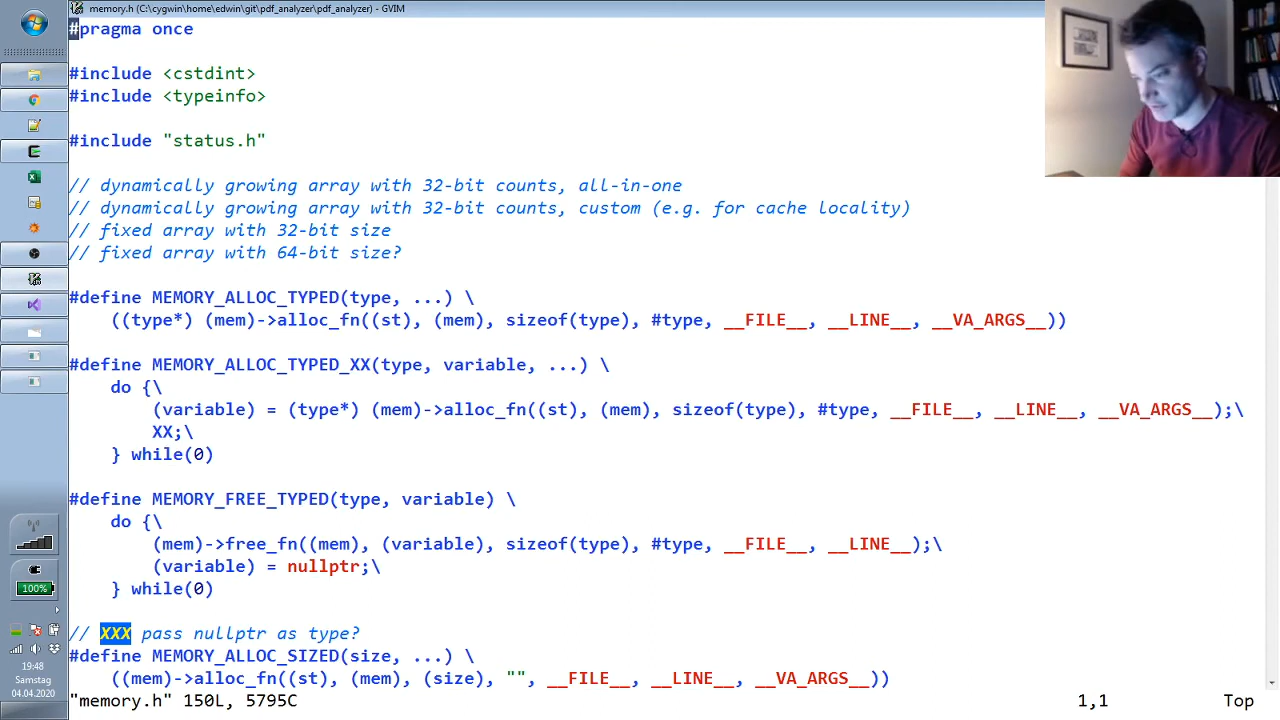 memory.h (C:\cygwin\home\edwin\git\pdf_analyzer\pdf_analyzer) - GVIM
#pragma once
#include <cstdint>
#include <typeinfo>
#include "status.h"
// dynamically growing array with 32-bit counts, all-in-one
// dynamically growing array with 32-bit counts, custom (e.g. for cache locality)
// fixed array with 32-bit size
// fixed array with 64-bit size?
#define MEMORY_ALLOC_TYPED(type, ...) \
((type*) (mem)->alloc_fn((st), (mem), sizeof(type), #type, __FILE__, __LINE__, __VA_ARGS__))
#define MEMORY_ALLOC_TYPED_XX(type, variable, ...) \
do {\
(variable) = (type*) (mem)->alloc_fn((st), (mem), sizeof(type), #type, __FILE__, __LINE__, __VA_ARGS__);\
XX;\
} while(0)
#define MEMORY_FREE_TYPED(type, variable) \
do {\
(mem)->free_fn((mem), (variable), sizeof(type), #type, __FILE__, __LINE__);\
(variable) = nullptr;\
} while(0)
// XXX pass nullptr as type?
#define MEMORY_ALLOC_SIZED(size, ...) \
((mem)->alloc_fn((st), (mem), (size), "", __FILE__, __LINE__, __VA_ARGS__))
"memory.h" 150L, 5795C 1,1 Top
100%
19:48
Samstag
04.04.2020